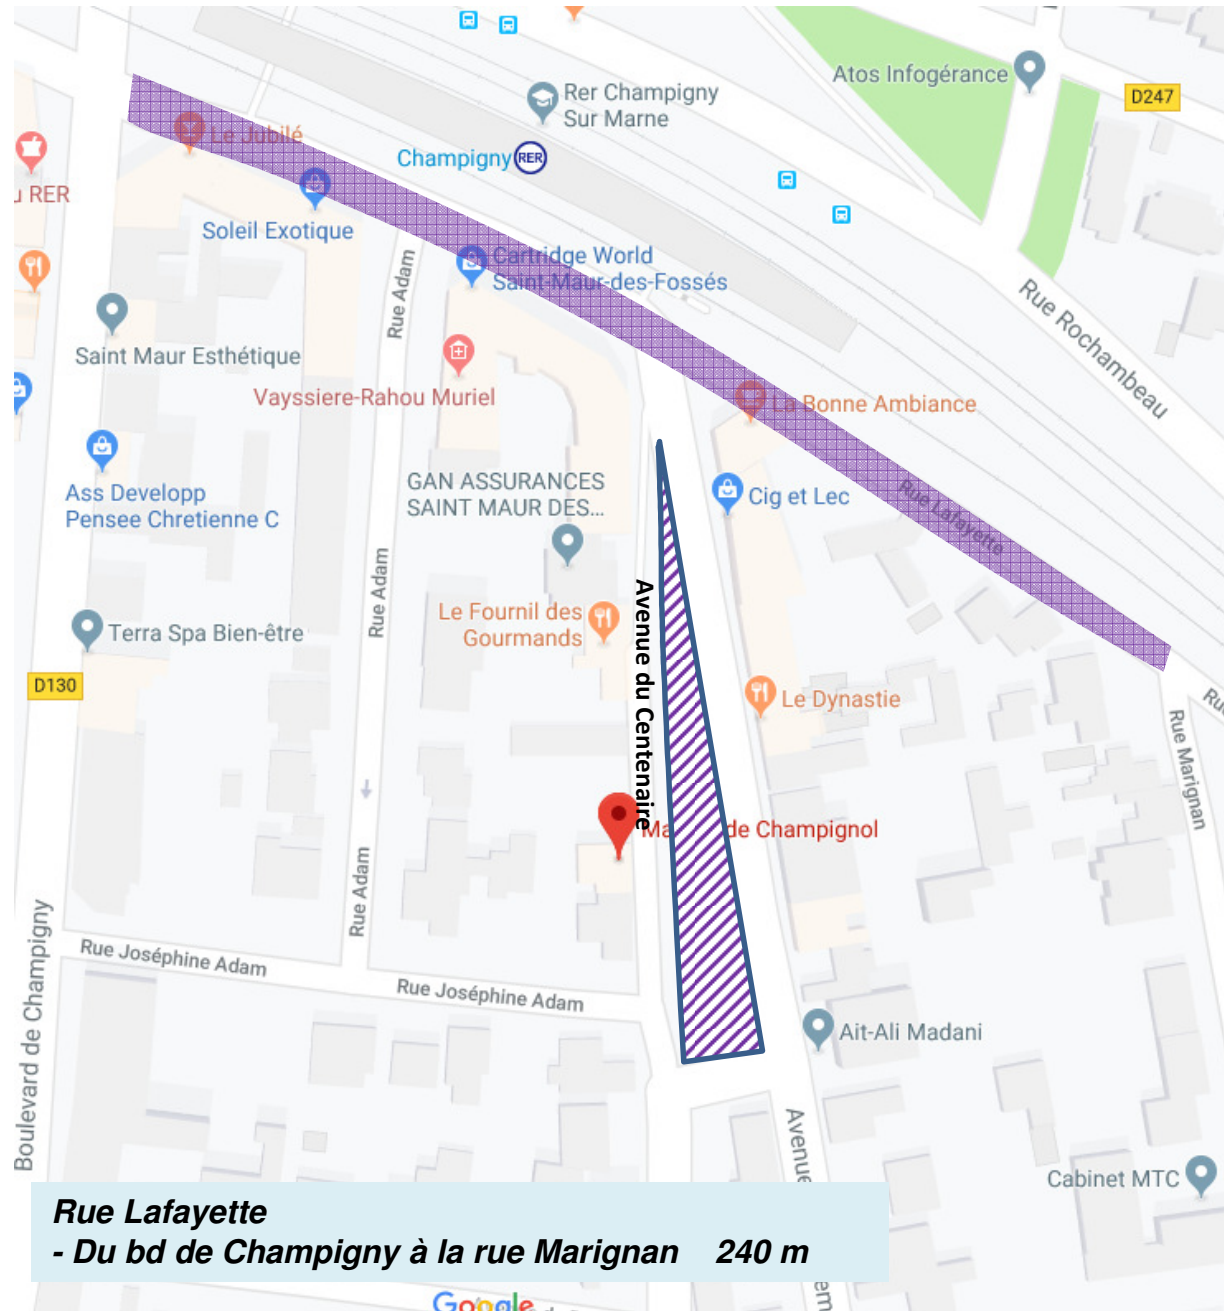 Atos Infogérance
D247
Rer Champigny
Sur Marne
Champigny
RER
Le Jubilé
u RER
Soleil Exotique
Cartridge World
Saint-Maur-des-Fossés
Rue Adam
Rue Rochambeau
Saint Maur Esthétique
Vayssiere-Rahou Muriel
La Bonne Ambiance
GAN ASSURANCES
SAINT MAUR DES...
Ass Developp
Pensee Chretienne C
Cig et Lec
Rue Lafayette
Rue Adam
Avenue du Centenaire
Le Fournil des
Gourmands
Terra Spa Bien-être
D130
Le Dynastie
Rue
Rue Marignan
de Champignol
Rue Adam
Boulevard de Champigny
Rue Joséphine Adam
Rue Joséphine Adam
Ait-Ali Madani
Avenue
Cabinet MTC
Rue Lafayette
- Du bd de Champigny à la rue Marignan 240 m
Google